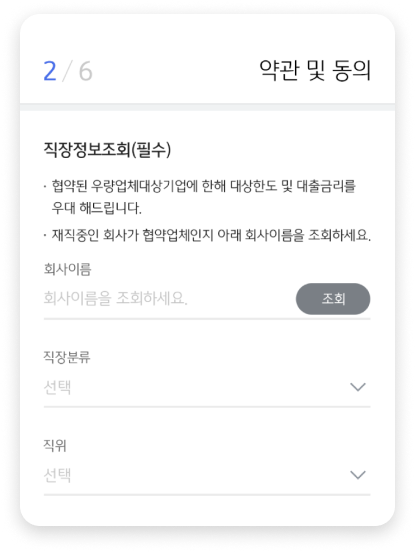 2/6 약관 및 동의
직장정보조회(필수)
· 협약된 우량업체대상기업에 한해 대상한도 및 대출금리를
우대 해드립니다.
· 재직중인 회사가 협약업체인지 아래 회사이름을 조회하세요.
회사이름
회사이름을 조회하세요. 조회
직장분류
선택
직위
선택